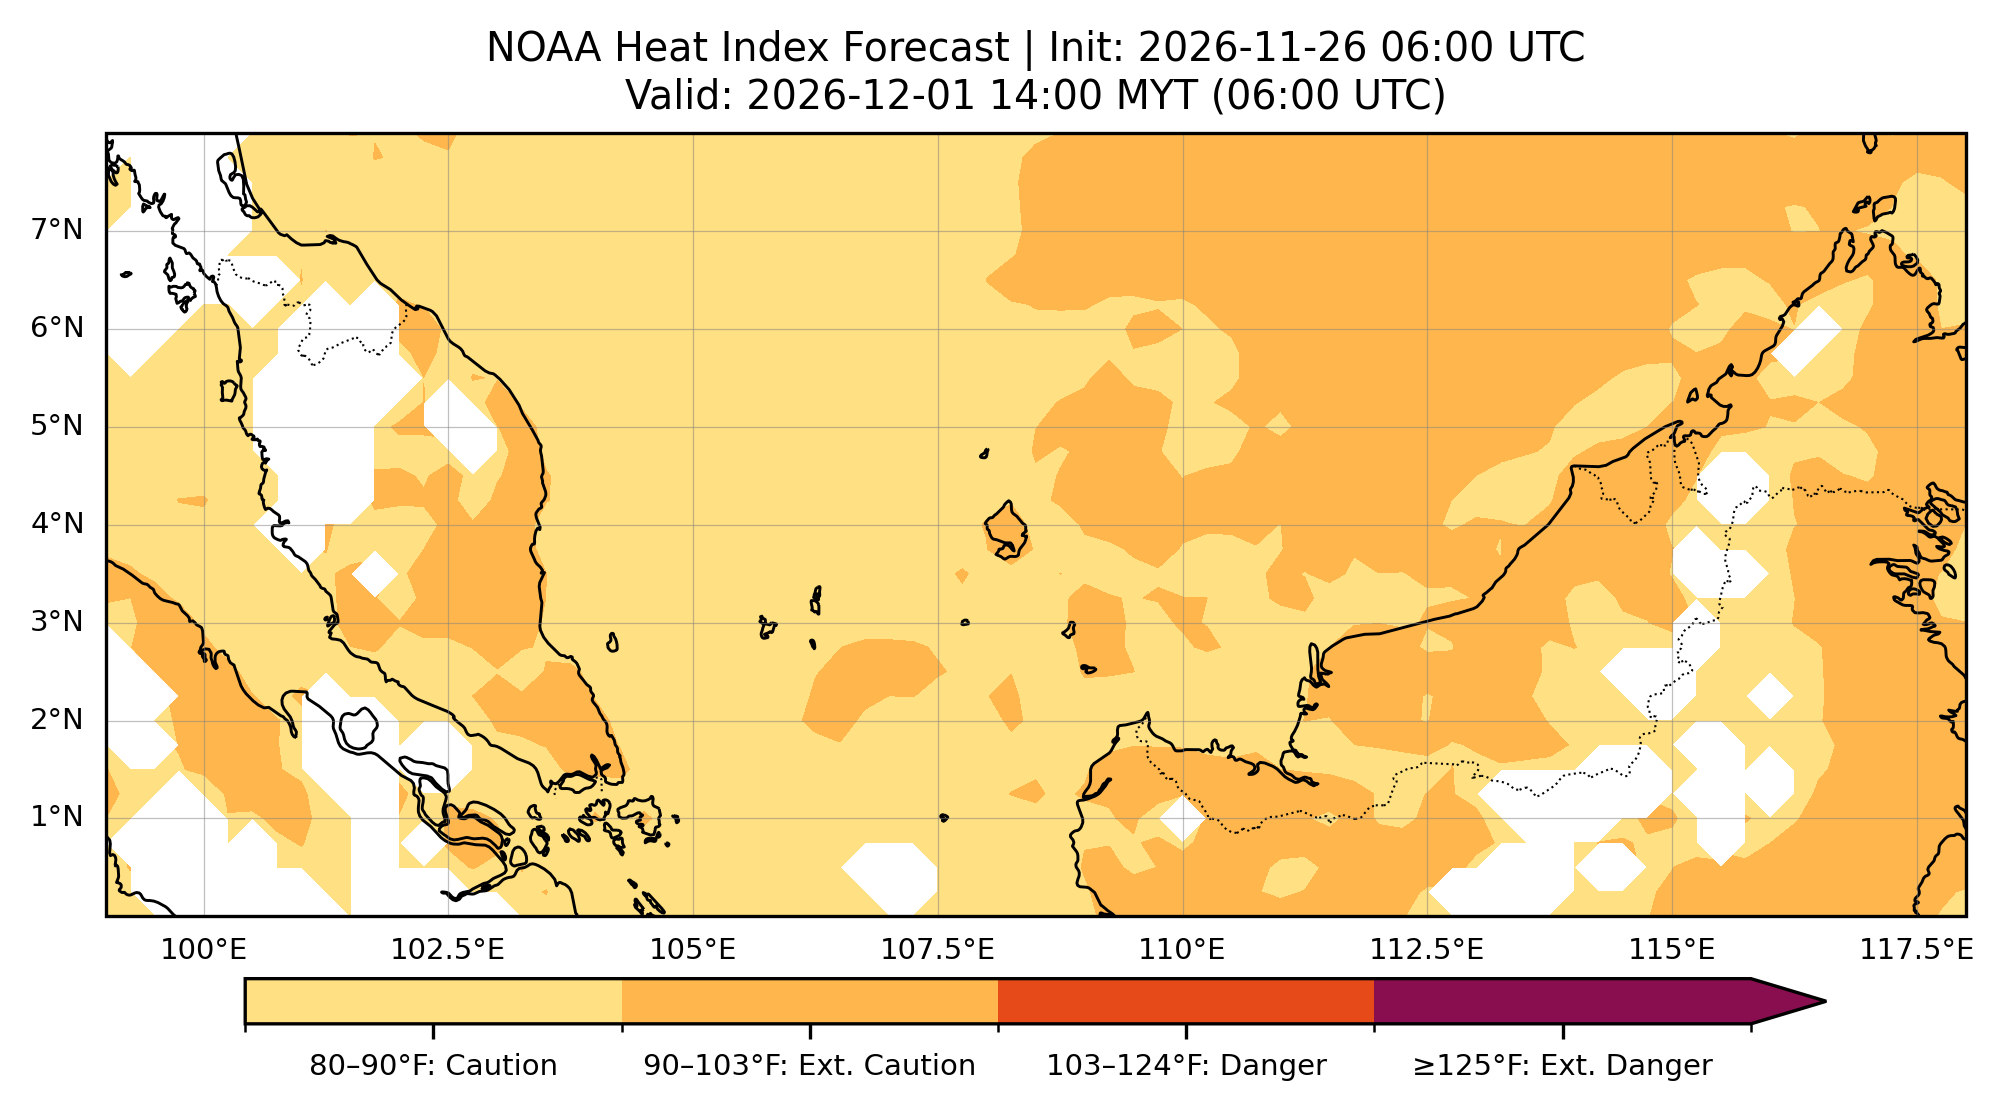 NOAA Heat Index Forecast | Init: 2026-11-26 06:00 UTC
Valid: 2026-12-01 14:00 MYT (06:00 UTC)
7°N
6°N
5°N
4°N
3°N
2°N
1°N
100°E 102.5°E 105°E 107.5°E 110°E 112.5°E 115°E 117.5°E
80–90°F: Caution 90–103°F: Ext. Caution 103–124°F: Danger ≥125°F: Ext. Danger